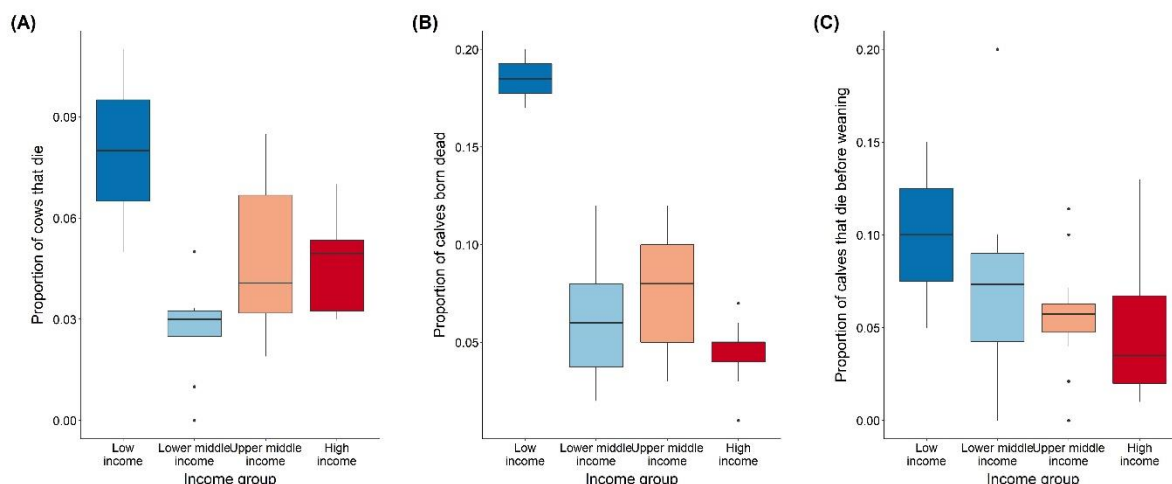 (A)
Proportion of cows that die
0.09
0.06
0.03
0.00
Low income
Lower middle income
Upper middle income
High income
Income group
(B)
Proportion of calves born dead
0.20
0.15
0.10
0.05
Low income
Lower middle income
Upper middle income
High income
Income group
(C)
Proportion of calves that die before weaning
0.20
0.15
0.10
0.05
0.00
Low income
Lower middle income
Upper middle income
High income
Income group